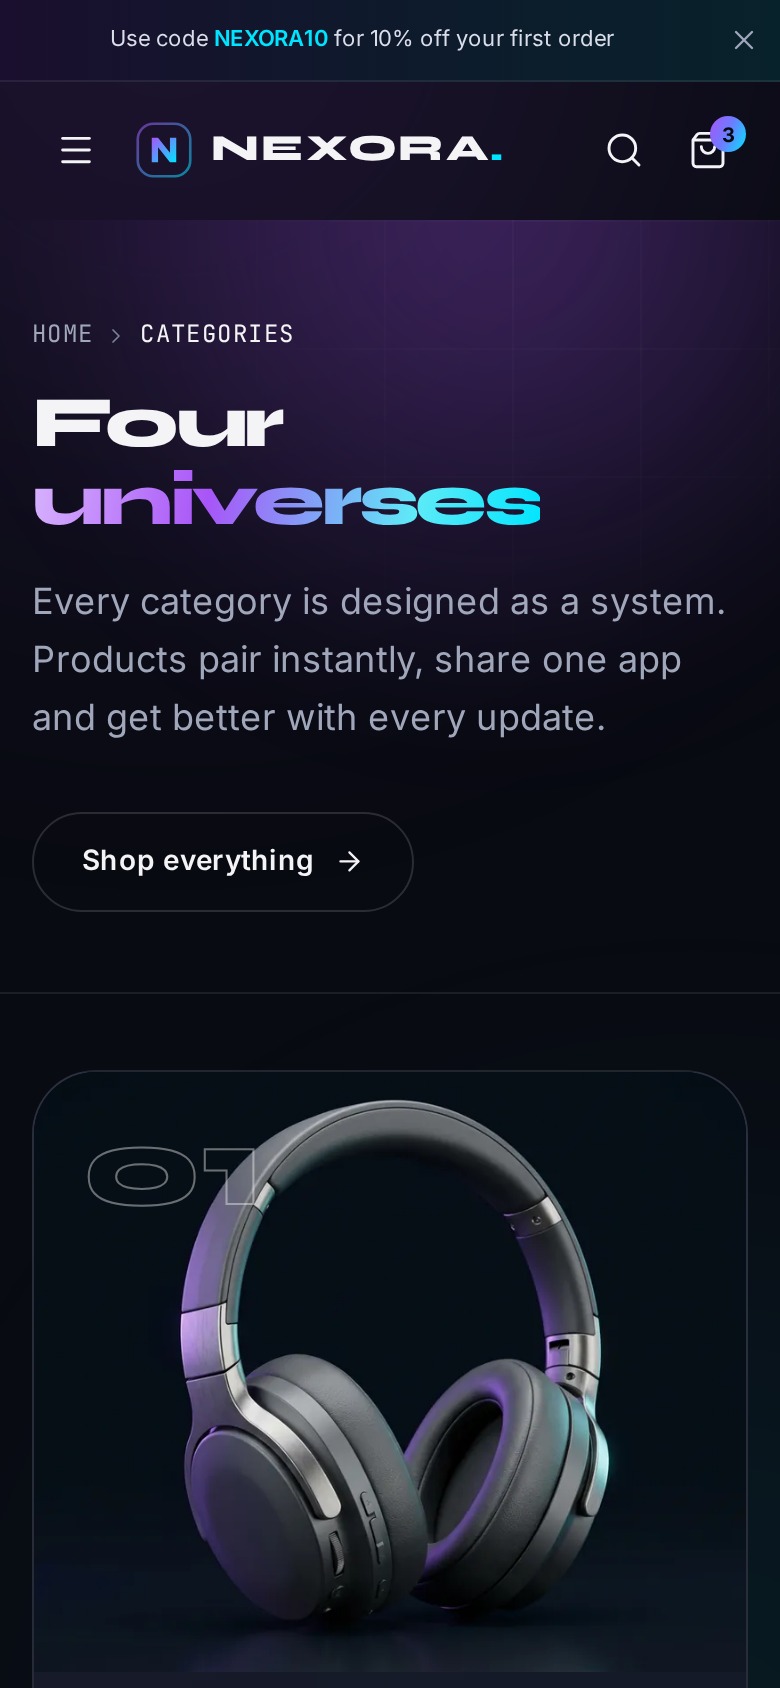 Use code NEXORA10 for 10% off your first order
N NEXORA.
3
HOME > CATEGORIES
Four
universes
Every category is designed as a system.
Products pair instantly, share one app
and get better with every update.
Shop everything →
01